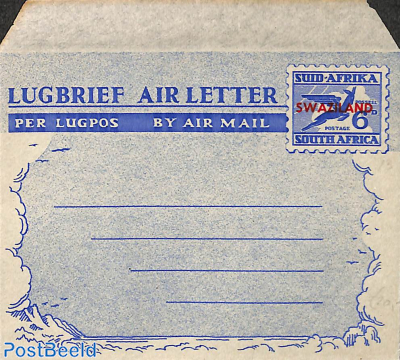 SUID-AFRIKA
SWAZILAND
6D
POSTAGE
SOUTH AFRICA
LUGBRIEF AIR LETTER
PER LUGPOS BY AIR MAIL
PostBeeld